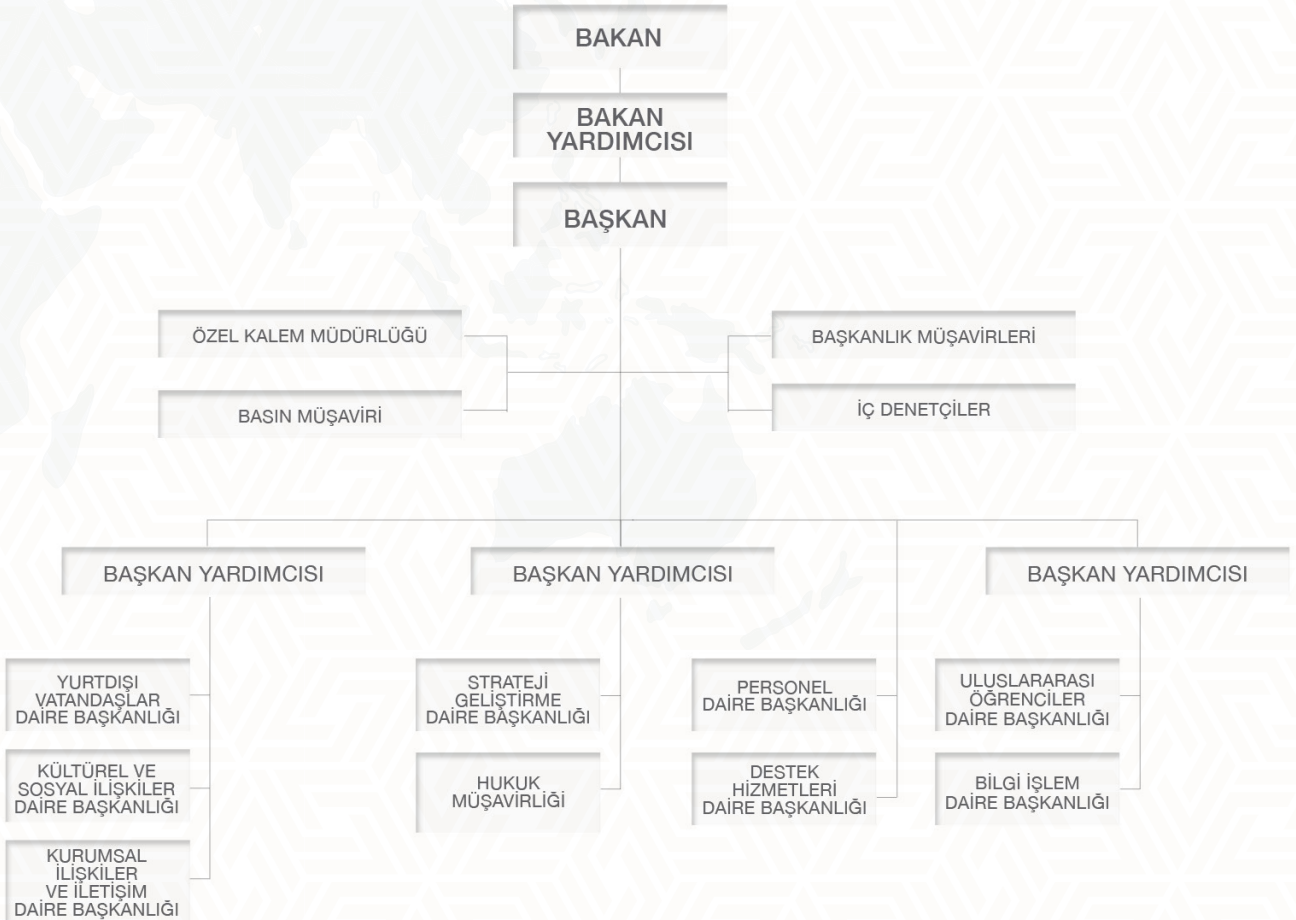 BAKAN
BAKAN
YARDIMCISI
BAŞKAN
ÖZEL KALEM MÜDÜRLÜĞÜ
BAŞKANLIK MÜŞAVİRLERİ
BASIN MÜŞAVİRİ
İÇ DENETÇİLER
BAŞKAN YARDIMCISI
BAŞKAN YARDIMCISI
BAŞKAN YARDIMCISI
YURTDIŞI
VATANDAŞLAR
DAİRE BAŞKANLIĞI
STRATEJİ
GELİŞTİRME
DAİRE BAŞKANLIĞI
PERSONEL
DAİRE BAŞKANLIĞI
ULUSLARARASI
ÖĞRENCİLER
DAİRE BAŞKANLIĞI
KÜLTÜREL VE
SOSYAL İLİŞKİLER
DAİRE BAŞKANLIĞI
HUKUK
MÜŞAVİRLİĞİ
DESTEK
HİZMETLERİ
DAİRE BAŞKANLIĞI
BİLGİ İŞLEM
DAİRE BAŞKANLIĞI
KURUMSAL
İLİŞKİLER
VE İLETİŞİM
DAİRE BAŞKANLIĞI